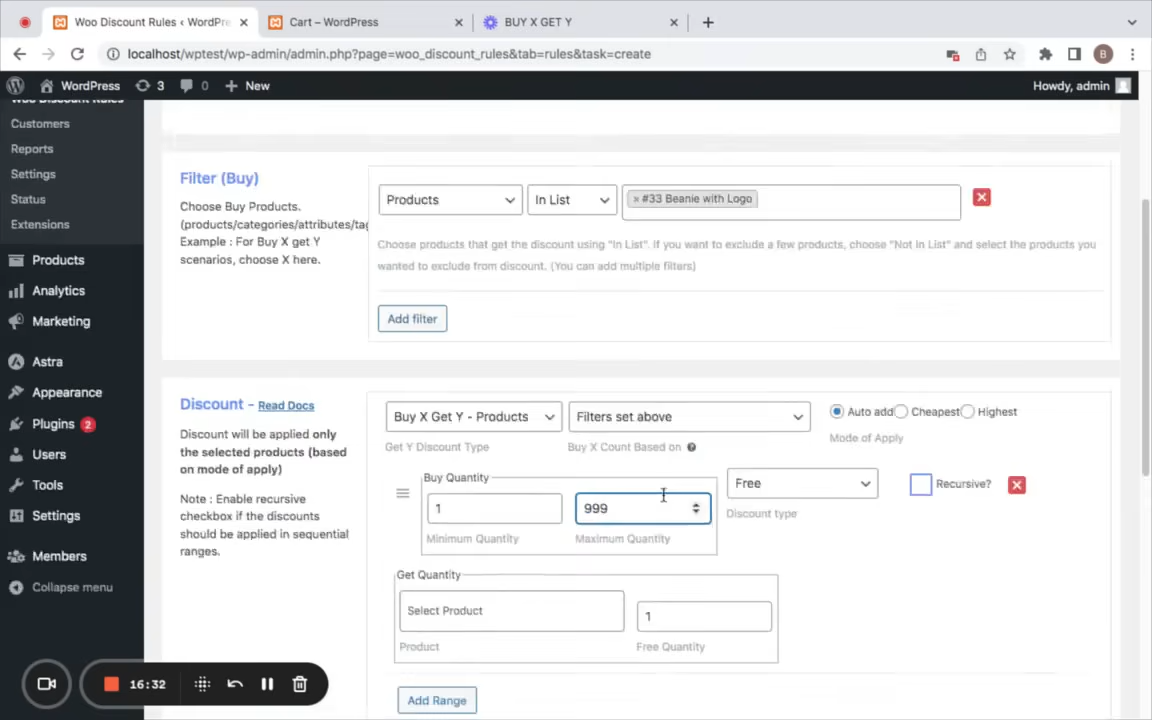 Woo Discount Rules ‹ WordPre
Cart – WordPress
BUY X GET Y
localhost/wptest/wp-admin/admin.php?page=woo_discount_rules&tab=rules&task=create
B
WordPress
3
0
New
Howdy, admin
Woo Discount Rules
Customers
Reports
Settings
Status
Extensions
Products
Analytics
Marketing
Astra
Appearance
Plugins 2
Users
Tools
Settings
Members
Collapse menu
Filter (Buy)
Choose Buy Products.
(products/categories/attributes/tag
Example : For Buy X get Y
scenarios, choose X here.
Products
In List
× #33 Beanie with Logo
Choose products that get the discount using "In List". If you want to exclude a few products, choose "Not In List" and select the products you
wanted to exclude from discount. (You can add multiple filters)
Add filter
Discount - Read Docs
Discount will be applied only
the selected products (based
on mode of apply)
Note : Enable recursive
checkbox if the discounts
should be applied in sequential
ranges.
Buy X Get Y - Products
Filters set above
Auto add
Cheapest
Highest
Get Y Discount Type
Buy X Count Based on
Mode of Apply
Buy Quantity
1
999
Minimum Quantity
Maximum Quantity
Free
Discount type
Recursive?
Get Quantity
Select Product
1
Product
Free Quantity
Add Range
16:32